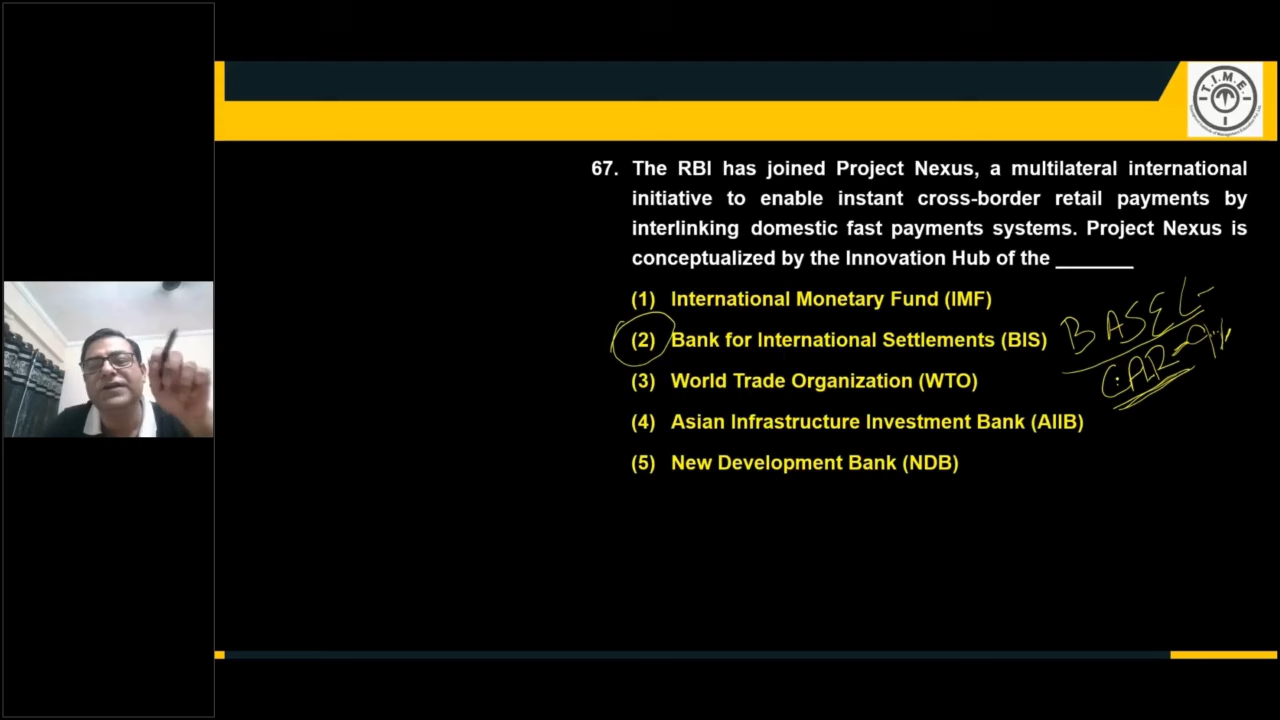 T.I.M.E.
67. The RBI has joined Project Nexus, a multilateral international
initiative to enable instant cross-border retail payments by
interlinking domestic fast payments systems. Project Nexus is
conceptualized by the Innovation Hub of the _______
(1) International Monetary Fund (IMF)
(2) Bank for International Settlements (BIS)
(3) World Trade Organization (WTO)
(4) Asian Infrastructure Investment Bank (AIIB)
(5) New Development Bank (NDB)
BASEL-
CAR-9%